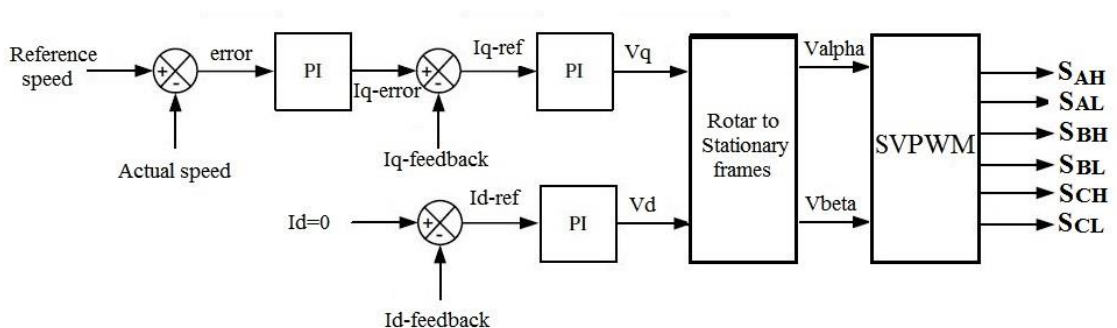 Reference
speed
error
PI
Iq-error
Iq-ref
PI
Vq
Valpha
Actual speed
Iq-feedback
Rotar to
Stationary
frames
SVPWM
SAH
SAL
SBH
SBL
SCH
SCL
Id=0
Id-ref
PI
Vd
Vbeta
Id-feedback
+
-
+
-
+
-